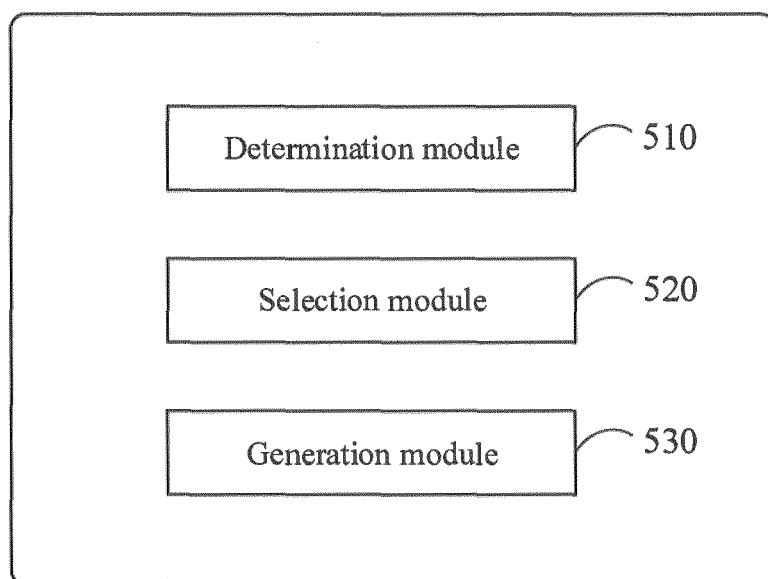 Determination module 510
Selection module 520
Generation module 530